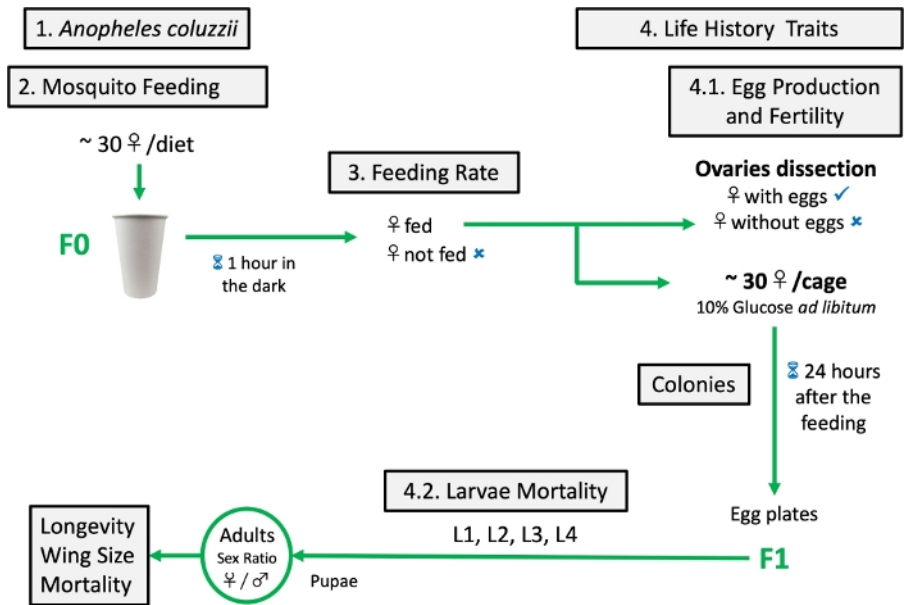 1. Anopheles coluzzii
2. Mosquito Feeding
~ 30 ♀/diet
F0
⌛ 1 hour in
the dark
3. Feeding Rate
♀ fed
♀ not fed ✖
4. Life History Traits
4.1. Egg Production
and Fertility
Ovaries dissection
♀ with eggs ✓
♀ without eggs ✖
~ 30 ♀/cage
10% Glucose ad libitum
Colonies
⌛ 24 hours
after the
feeding
Egg plates
F1
4.2. Larvae Mortality
L1, L2, L3, L4
Pupae
Adults
Sex Ratio
♀/♂
Longevity
Wing Size
Mortality